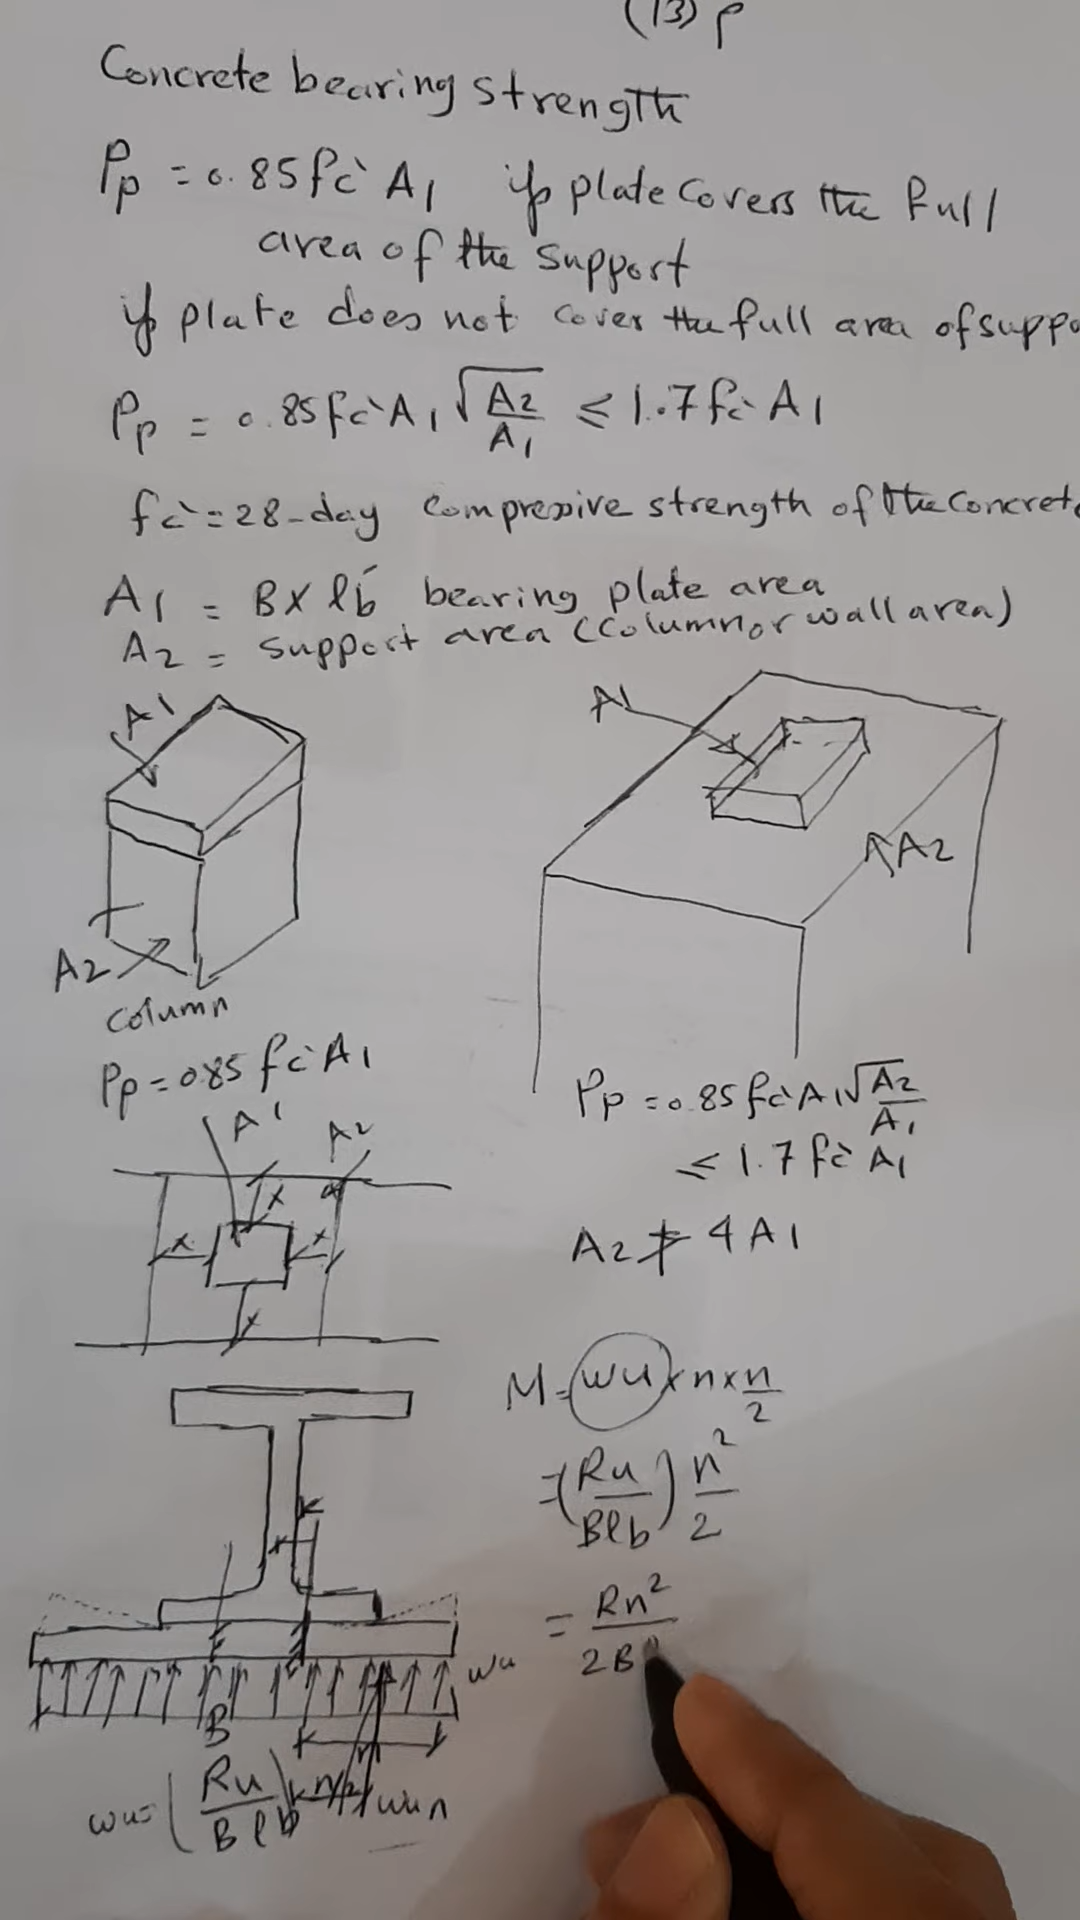 (13) P
Concrete bearing strength
Pp = 0.85 fc' A1 if plate covers the full
area of the support
if plate does not cover the full area of suppo
Pp = 0.85 fc' A1 √(A2/A1) ≤ 1.7 fc' A1
fc' = 28-day compressive strength of the concrete
A1 = B x lb bearing plate area
A2 = support area (column or wall area)
A1
A1
A2
A2
column
Pp = 0.85 fc' A1
Pp = 0.85 fc' A1 √(A2/A1)
≤ 1.7 fc' A1
A1
A2
x
x
x
x
A2 ≯ 4 A1
M = (wu) x n x n/2
= (Ru/Blb) n²/2
= Rn²/2B
wu
B
n
wu = (Ru/Blb)
n/2
wu n